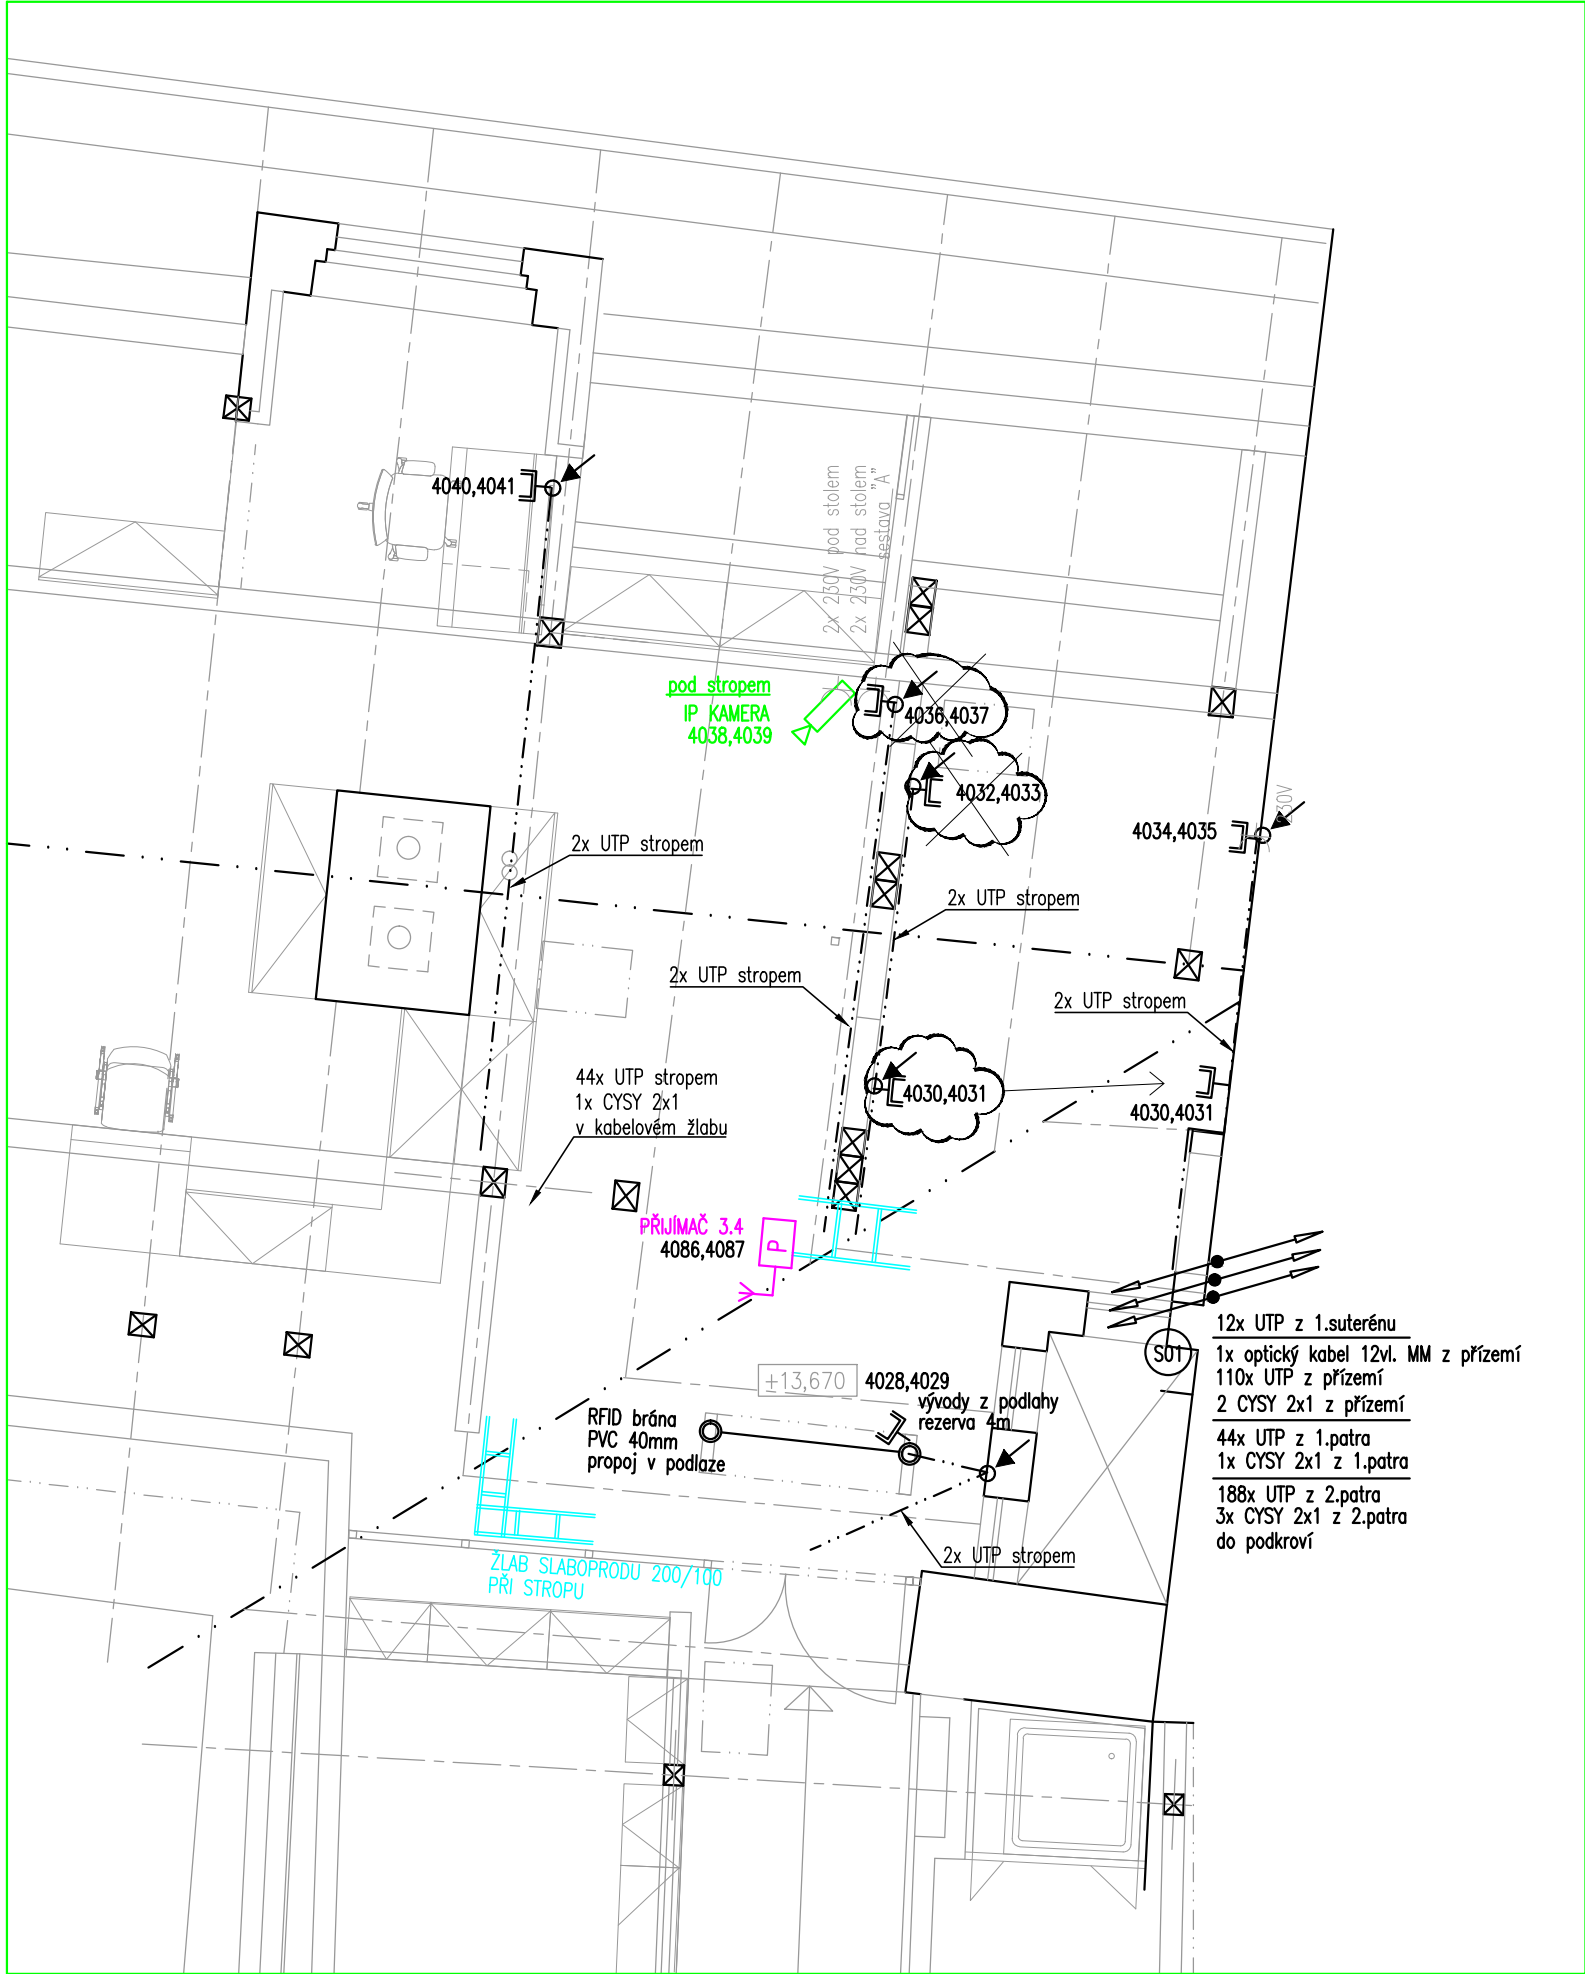 4040,4041
2x 230V pod stolem
2x 230V nad stolem
sestava "A"
pod stropem
IP KAMERA
4038,4039
4036,4037
4032,4033
4034,4035
2x UTP stropem
2x UTP stropem
2x UTP stropem
2x UTP stropem
44x UTP stropem
1x CYSY 2x1
v kabelovém žlabu
4030,4031
4030,4031
PŘIJÍMAČ 3.4
4086,4087
P
12x UTP z 1.suterénu
S01
1x optický kabel 12vl. MM z přízemí
110x UTP z přízemí
2 CYSY 2x1 z přízemí
44x UTP z 1.patra
1x CYSY 2x1 z 1.patra
188x UTP z 2.patra
3x CYSY 2x1 z 2.patra
do podkroví
+13,670
4028,4029
vývody z podlahy
rezerva 4m
RFID brána
PVC 40mm
propoj v podlaze
2x UTP stropem
ŽLAB SLABOPRODU 200/100
PŘI STROPU